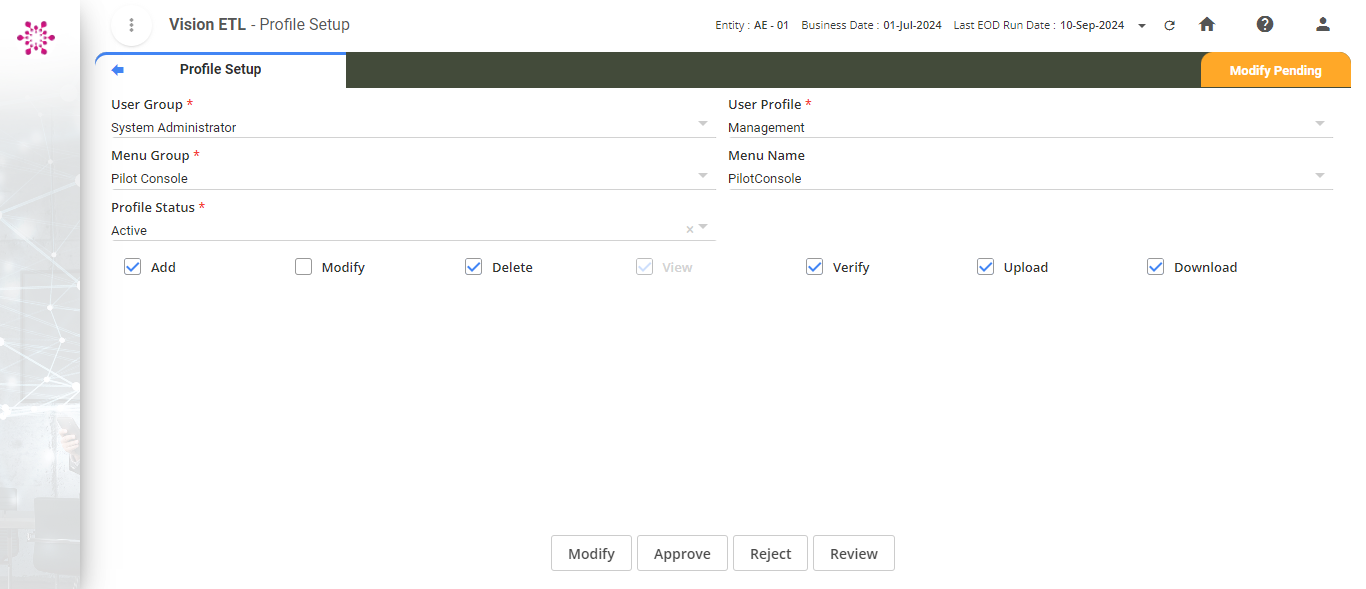 Vision ETL - Profile Setup Entity : AE - 01 Business Date : 01-Jul-2024 Last EOD Run Date : 10-Sep-2024
Profile Setup Modify Pending
User Group * User Profile *
System Administrator Management
Menu Group * Menu Name
Pilot Console PilotConsole
Profile Status *
Active
Add Modify Delete View Verify Upload Download
Modify Approve Reject Review